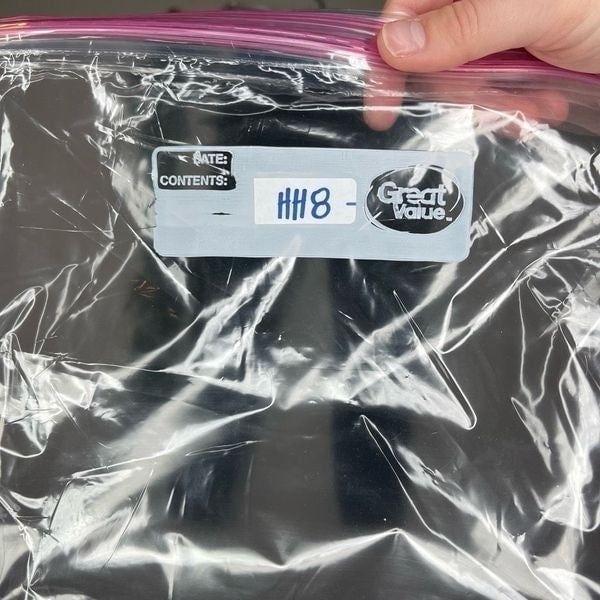 DATE:
CONTENTS:
HH8 -
Great Value